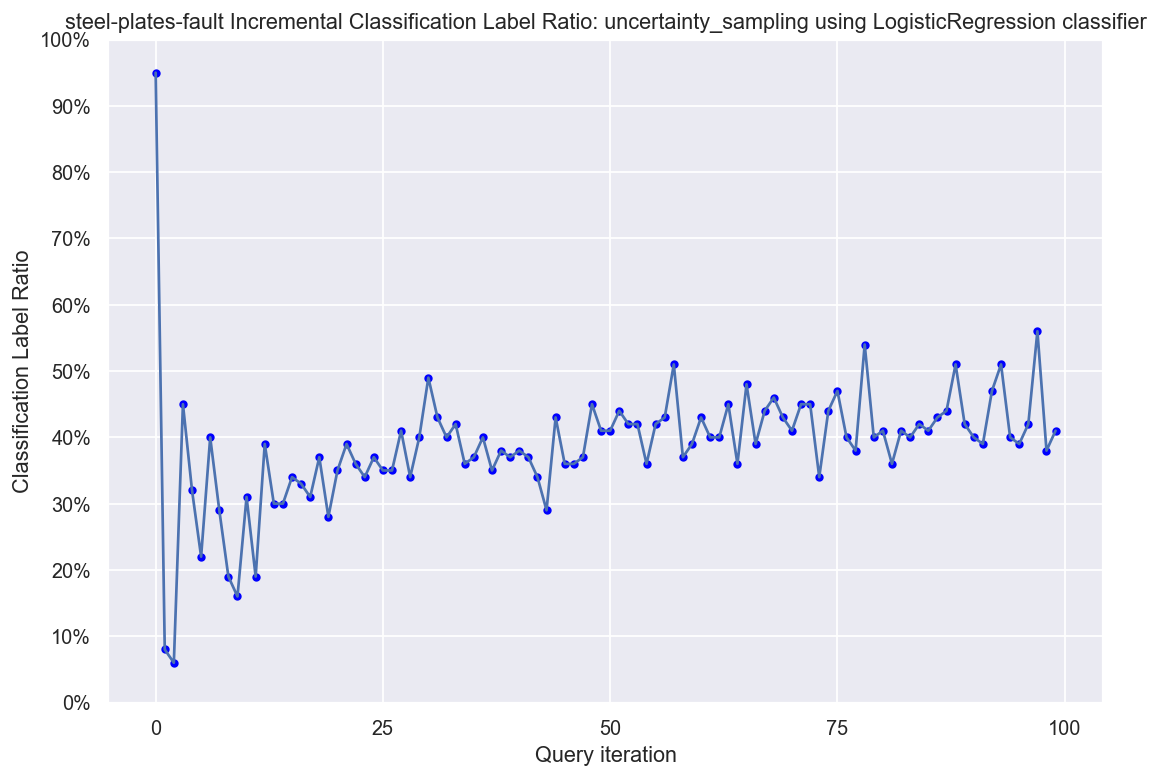 steel-plates-fault Incremental Classification Label Ratio: uncertainty_sampling using LogisticRegression classifier
100%
90%
80%
70%
60%
50%
40%
30%
20%
10%
0%
Classification Label Ratio
0 25 50 75 100
Query iteration